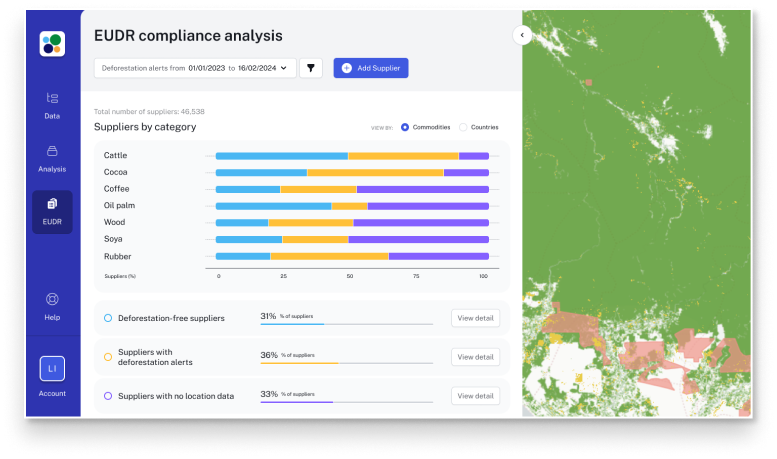 EUDR compliance analysis
Deforestation alerts from 01/01/2023 to 16/02/2024
Add Supplier
Data
Analysis
EUDR
Help
LI
Account
Total number of suppliers: 46,538
Suppliers by category
VIEW BY:
Commodities
Countries
Cattle
Cocoa
Coffee
Oil palm
Wood
Soya
Rubber
Suppliers (%)
0
25
50
75
100
Deforestation-free suppliers
31% % of suppliers
View detail
Suppliers with
deforestation alerts
36% % of suppliers
View detail
Suppliers with no location data
33% % of suppliers
View detail